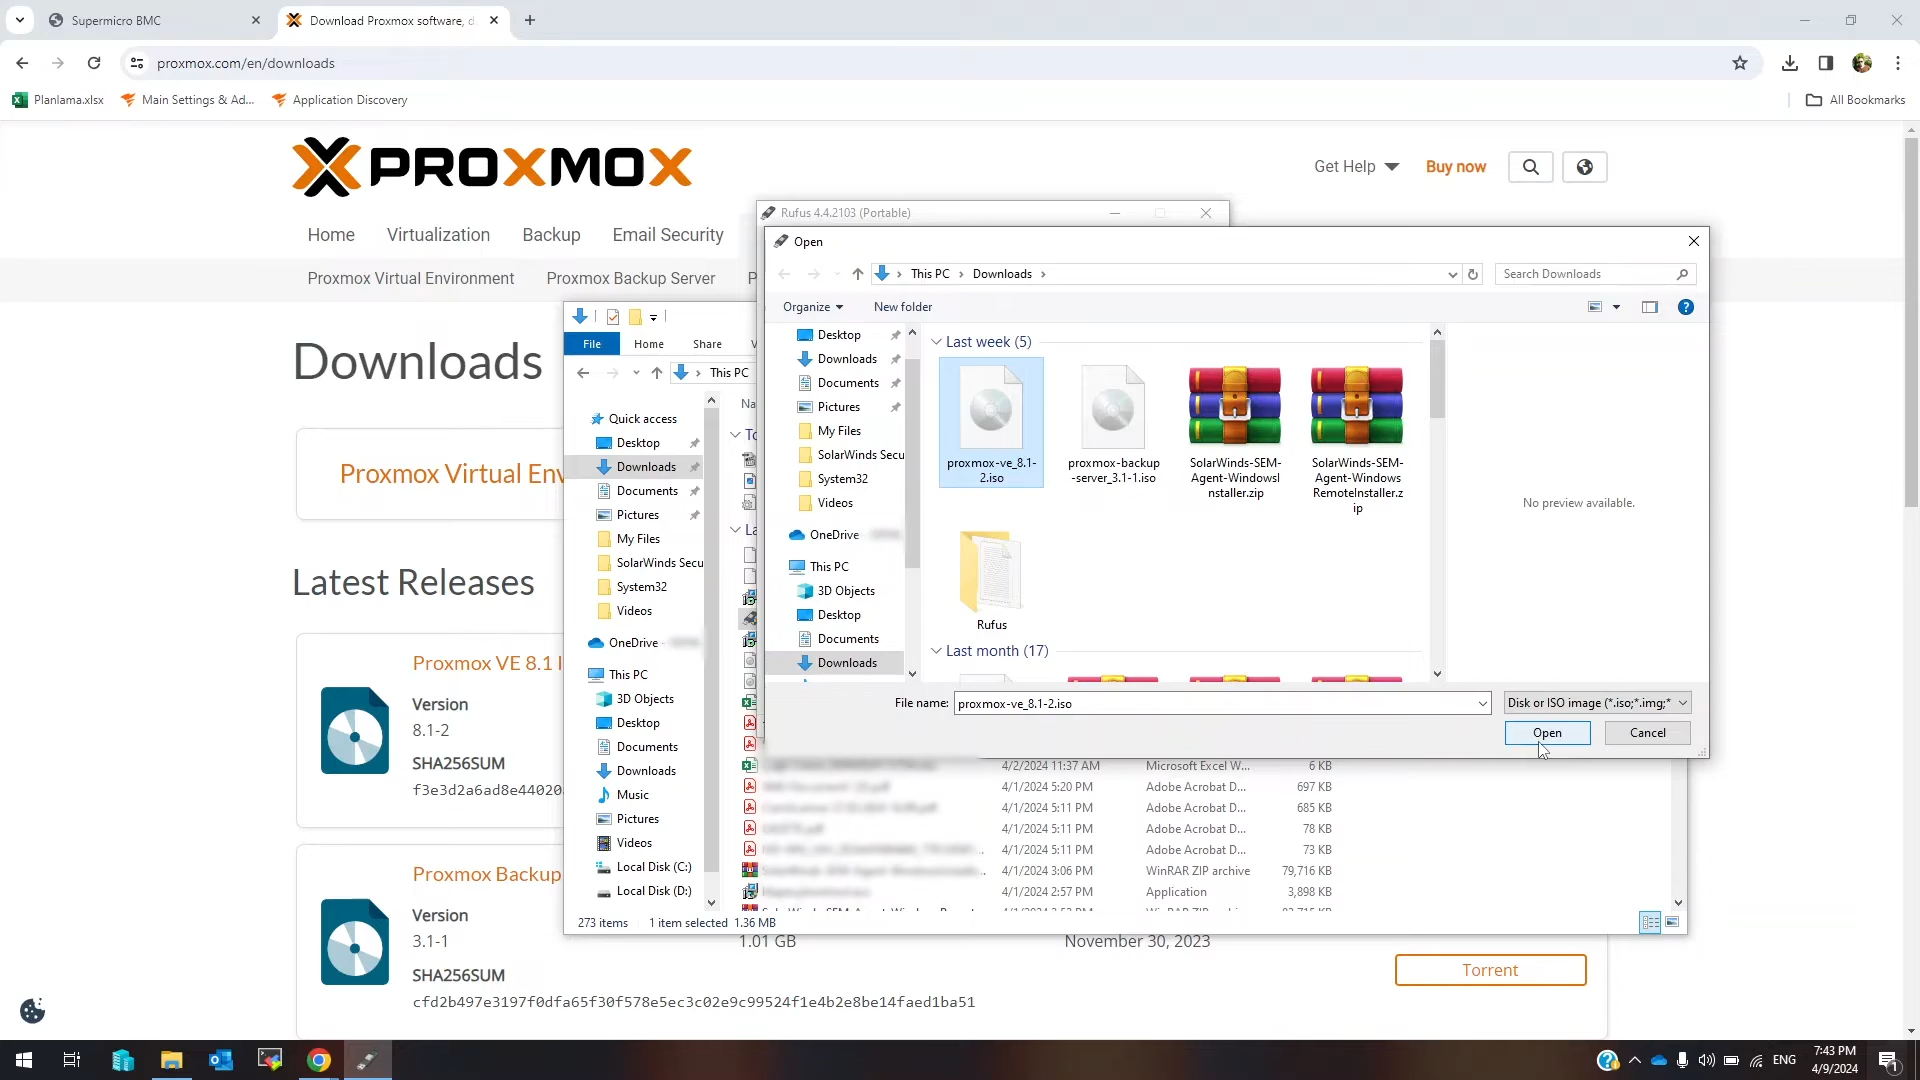 Supermicro BMC
Download Proxmox software, d
proxmox.com/en/downloads
Planlama.xlsx
Main Settings & Ad...
Application Discovery
All Bookmarks
PROXMOX
Get Help
Buy now
Home
Virtualization
Backup
Email Security
Proxmox Virtual Environment
Proxmox Backup Server
P
Downloads
Proxmox Virtual Env
Latest Releases
Proxmox VE 8.1 I
Version
8.1-2
SHA256SUM
f3e3d2a6ad8e44020
Proxmox Backup
Version
3.1-1
1.01 GB
November 30, 2023
SHA256SUM
cfd2b497e3197f0dfa65f30f578e5ec3c02e9c99524f1e4b2e8be14faed1ba51
Torrent
File
Home
Share
V
This PC
Na
To
La
Quick access
Desktop
Downloads
Documents
Pictures
My Files
SolarWinds Secu
System32
Videos
OneDrive
This PC
3D Objects
Desktop
Documents
Downloads
Music
Pictures
Videos
Local Disk (C:)
Local Disk (D:)
4/2/2024 11:37 AM
Microsoft Excel W...
6 KB
4/1/2024 5:20 PM
Adobe Acrobat D...
697 KB
4/1/2024 5:11 PM
Adobe Acrobat D...
685 KB
4/1/2024 5:11 PM
Adobe Acrobat D...
78 KB
4/1/2024 5:11 PM
Adobe Acrobat D...
73 KB
4/1/2024 3:06 PM
WinRAR ZIP archive
79,716 KB
4/1/2024 2:57 PM
Application
3,898 KB
273 items
1 item selected 1.36 MB
Rufus 4.4.2103 (Portable)
Open
This PC
Downloads
Search Downloads
Organize
New folder
Desktop
Downloads
Documents
Pictures
My Files
SolarWinds Secu
System32
Videos
OneDrive
This PC
3D Objects
Desktop
Documents
Downloads
Last week (5)
proxmox-ve_8.1-
2.iso
proxmox-backup
-server_3.1-1.iso
SolarWinds-SEM-
Agent-WindowsI
nstaller.zip
SolarWinds-SEM-
Agent-Windows
RemoteInstaller.z
ip
Rufus
Last month (17)
No preview available.
File name:
proxmox-ve_8.1-2.iso
Disk or ISO image (*.iso;*.img;*
Open
Cancel
ENG
7:43 PM
4/9/2024
1